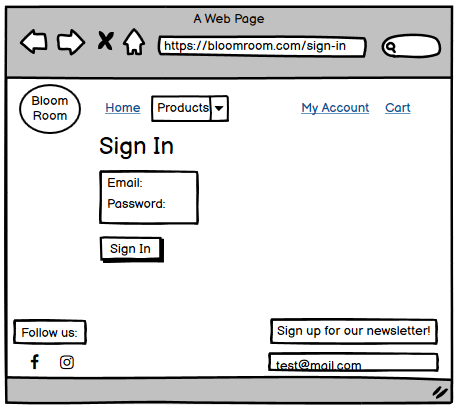 A Web Page
https://bloomroom.com/sign-in
Bloom
Room
Home
Products
My Account
Cart
Sign In
Email:
Password:
Sign In
Follow us:
Sign up for our newsletter!
test@mail.com